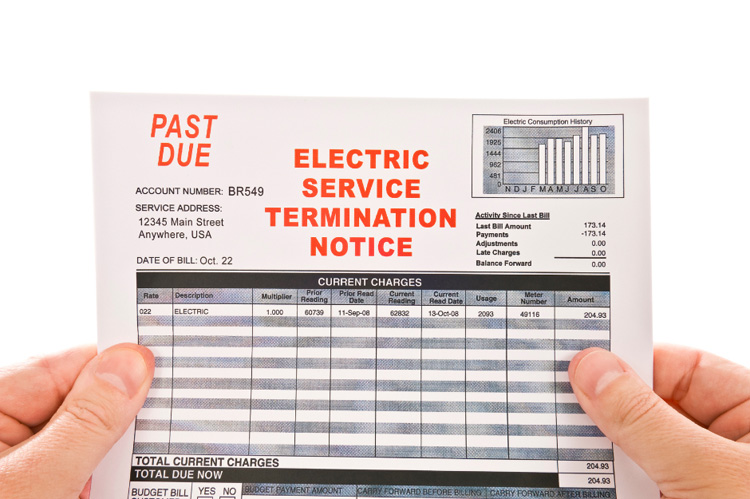 PAST
DUE
ELECTRIC
SERVICE
TERMINATION
NOTICE
ACCOUNT NUMBER: BR549
SERVICE ADDRESS:
12345 Main Street
Anywhere, USA
DATE OF BILL: Oct. 22
Electric Consumption History
2406
1925
1444
962
481
0
N D J F M A M J J A S O
Activity Since Last Bill
Last Bill Amount 173.14
Payments -173.14
Adjustments 0.00
Late Charges 0.00
Balance Forward 0.00
CURRENT CHARGES
Rate Description Multiplier Prior Reading Prior Read Date Current Reading Current Read Date Usage Meter Number Amount
022 ELECTRIC 1.000 60739 11-Sep-08 62832 13-Oct-08 2093 49116 204.93
TOTAL CURRENT CHARGES 204.93
TOTAL DUE NOW 204.93
BUDGET BILL YES NO BUDGET PAYMENT AMOUNT CARRY FORWARD BEFORE BILLING CARRY FORWARD AFTER BILLING